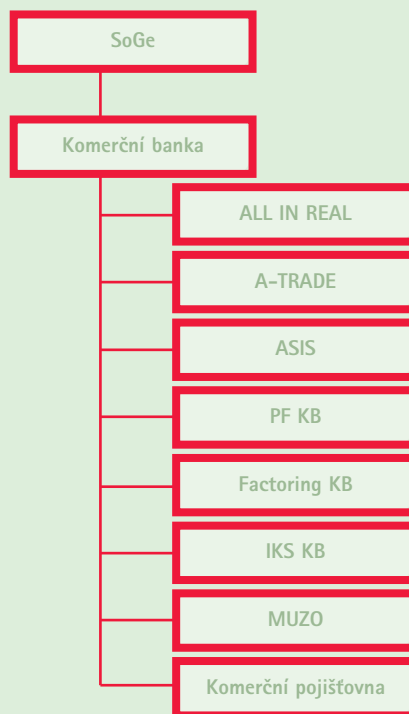 SoGe
Komerční banka
ALL IN REAL
A-TRADE
ASIS
PF KB
Factoring KB
IKS KB
MUZO
Komerční pojišťovna